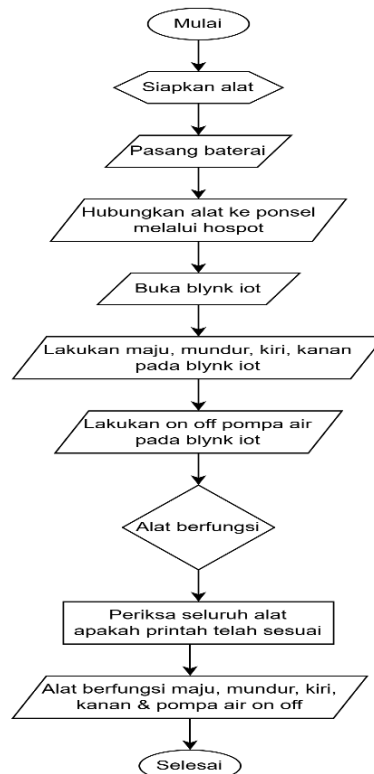 Mulai
Siapkan alat
Pasang baterai
Hubungkan alat ke ponsel
melalui hospot
Buka blynk iot
Lakukan maju, mundur, kiri, kanan
pada blynk iot
Lakukan on off pompa air
pada blynk iot
Alat berfungsi
Periksa seluruh alat
apakah printah telah sesuai
Alat berfungsi maju, mundur, kiri,
kanan & pompa air on off
Selesai